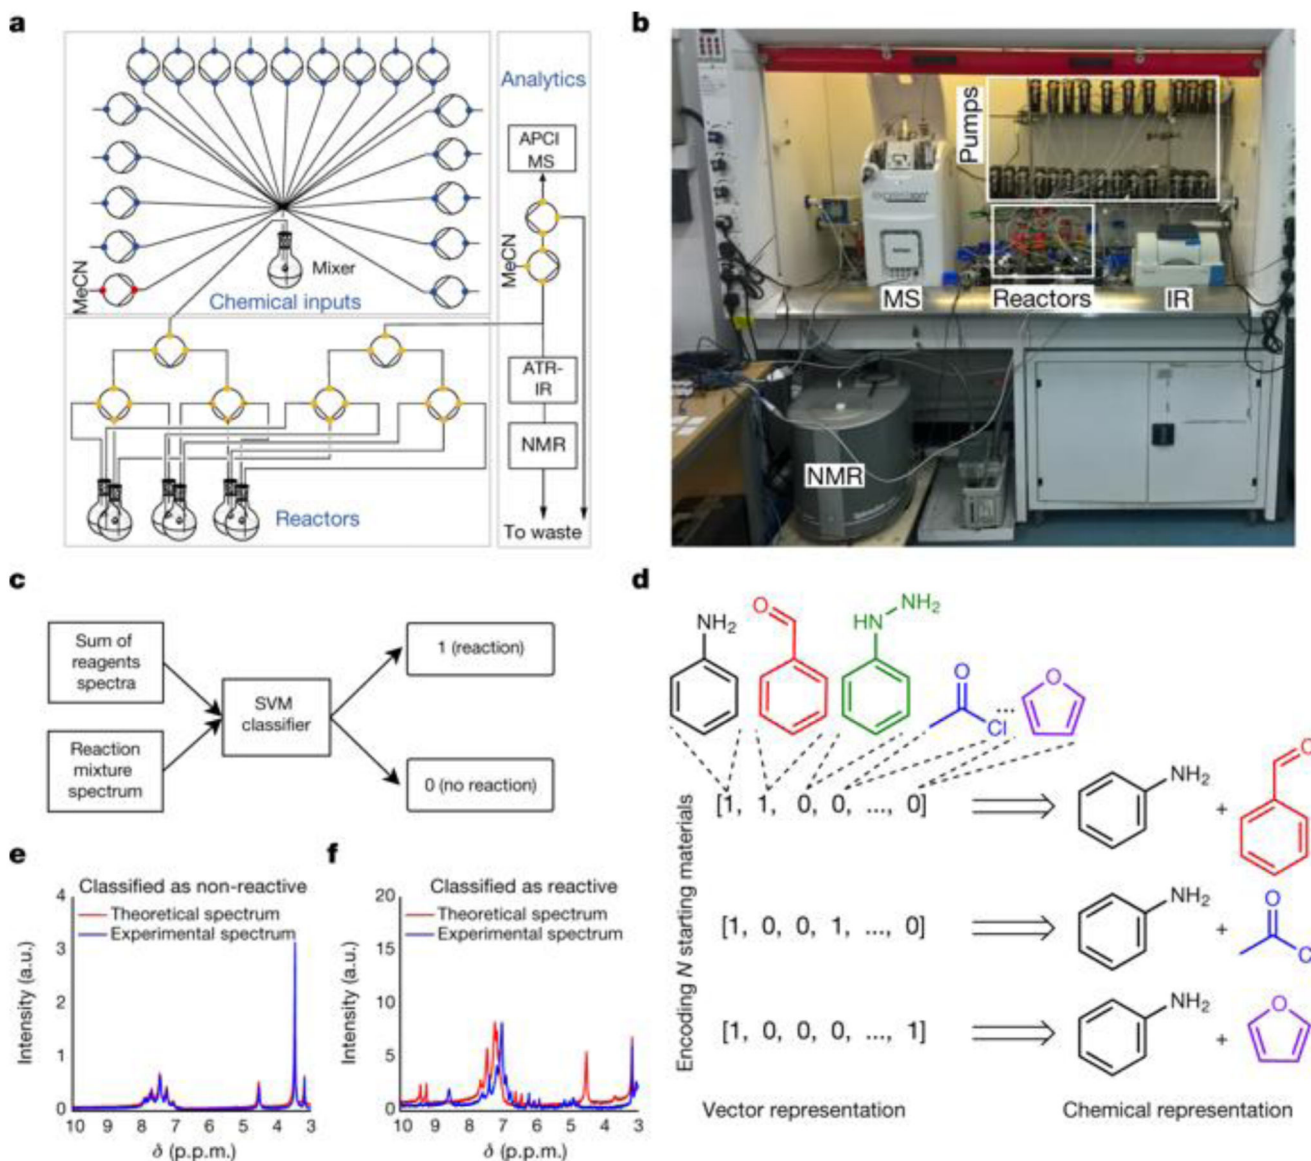 a
Analytics
APCI
MS
MeCN
MeCN
Mixer
Chemical inputs
ATR-
IR
NMR
Reactors
To waste
b
Pumps
MS
Reactors
IR
NMR
c
Sum of
reagents
spectra
Reaction
mixture
spectrum
SVM
classifier
1 (reaction)
0 (no reaction)
d
NH2
O
HN
NH2
O
Cl
...
O
Encoding N starting materials
[1, 1, 0, 0, ..., 0]
NH2
+
O
[1, 0, 0, 1, ..., 0]
NH2
+
O
C
[1, 0, 0, 0, ..., 1]
NH2
+
O
Vector representation
Chemical representation
e
Classified as non-reactive
Theoretical spectrum
Experimental spectrum
Intensity (a.u.)
4
3
2
1
0
10 9 8 7 6 5 4 3
δ (p.p.m.)
f
Classified as reactive
Theoretical spectrum
Experimental spectrum
Intensity (a.u.)
20
15
10
5
0
10 9 8 7 6 5 4 3
δ (p.p.m.)